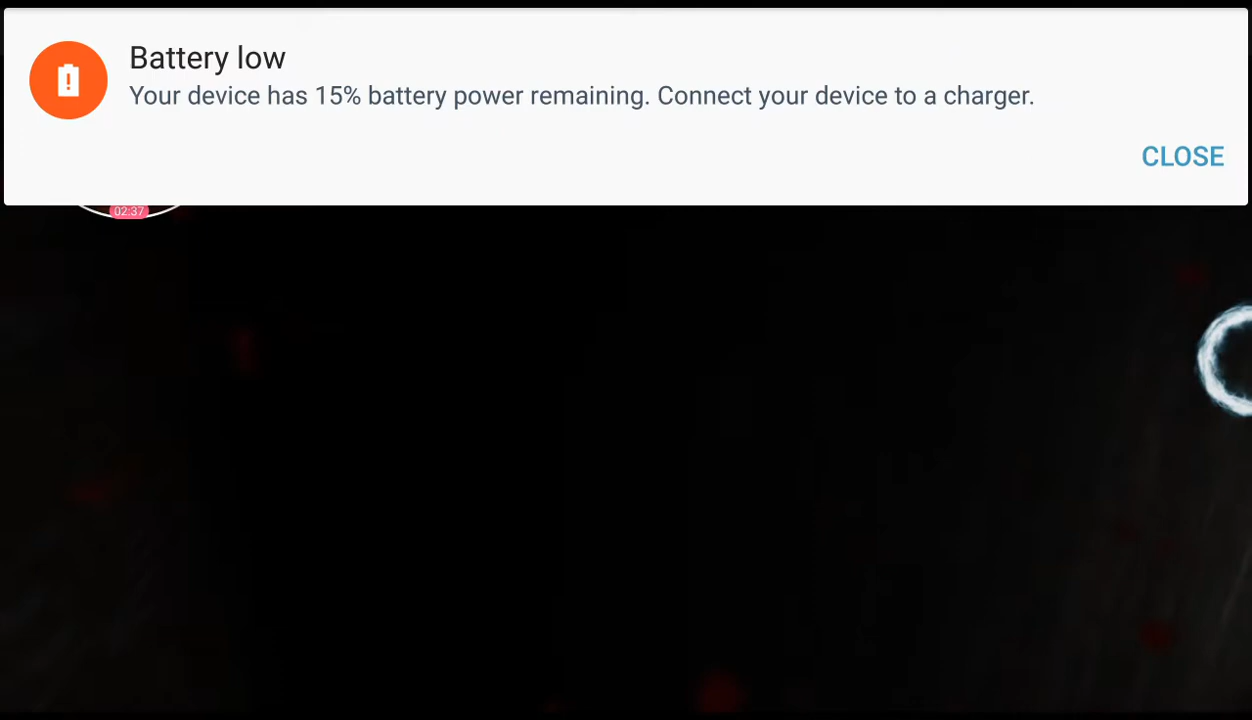 Battery low
Your device has 15% battery power remaining. Connect your device to a charger.
CLOSE
02:37